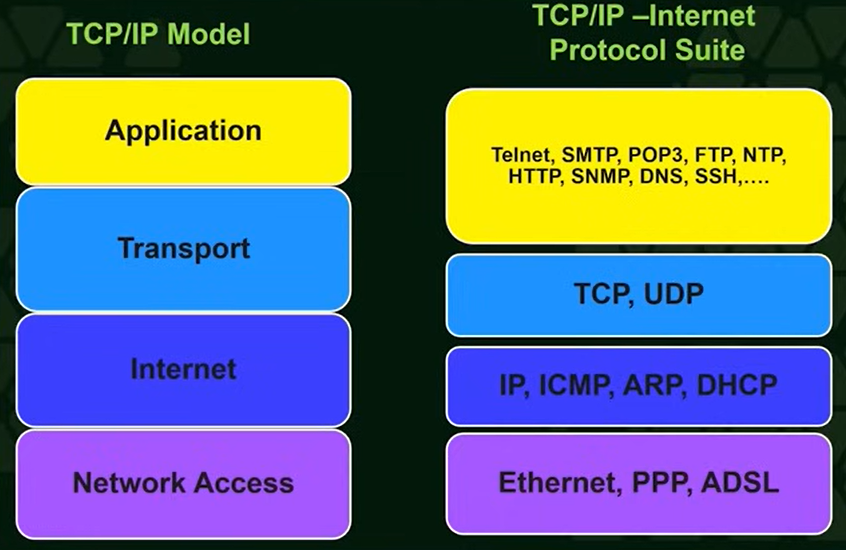 TCP/IP Model
Application
Transport
Internet
Network Access
TCP/IP –Internet
Protocol Suite
Telnet, SMTP, POP3, FTP, NTP,
HTTP, SNMP, DNS, SSH,....
TCP, UDP
IP, ICMP, ARP, DHCP
Ethernet, PPP, ADSL